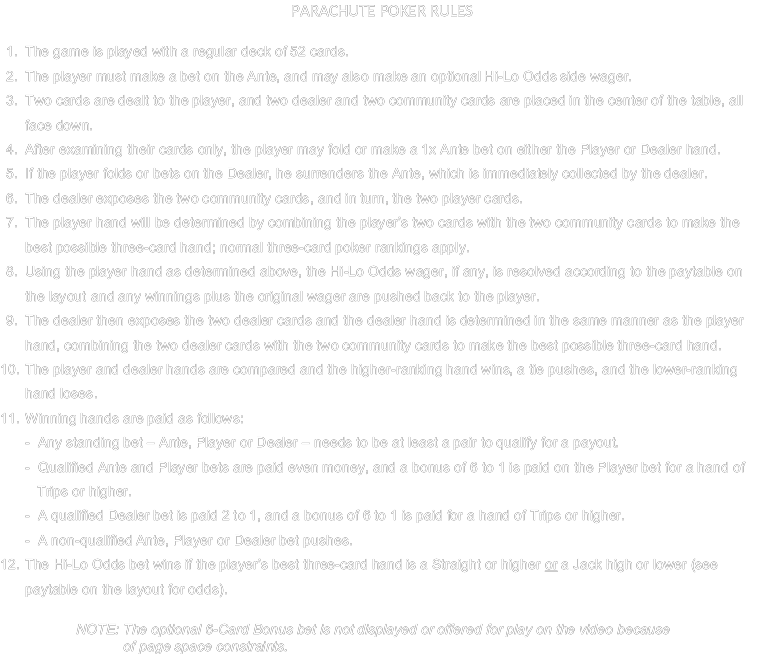 PARACHUTE POKER RULES
1. The game is played with a regular deck of 52 cards.
2. The player must make a bet on the Ante, and may also make an optional Hi-Lo Odds side wager.
3. Two cards are dealt to the player, and two dealer and two community cards are placed in the center of the table, all
face down.
4. After examining their cards only, the player may fold or make a 1x Ante bet on either the Player or Dealer hand.
5. If the player folds or bets on the Dealer, he surrenders the Ante, which is immediately collected by the dealer.
6. The dealer exposes the two community cards, and in turn, the two player cards.
7. The player hand will be determined by combining the player's two cards with the two community cards to make the
best possible three-card hand; normal three-card poker rankings apply.
8. Using the player hand as determined above, the Hi-Lo Odds wager, if any, is resolved according to the paytable on
the layout and any winnings plus the original wager are pushed back to the player.
9. The dealer then exposes the two dealer cards and the dealer hand is determined in the same manner as the player
hand, combining the two dealer cards with the two community cards to make the best possible three-card hand.
10. The player and dealer hands are compared and the higher-ranking hand wins, a tie pushes, and the lower-ranking
hand loses.
11. Winning hands are paid as follows:
- Any standing bet – Ante, Player or Dealer – needs to be at least a pair to qualify for a payout.
- Qualified Ante and Player bets are paid even money, and a bonus of 6 to 1 is paid on the Player bet for a hand of
Trips or higher.
- A qualified Dealer bet is paid 2 to 1, and a bonus of 6 to 1 is paid for a hand of Trips or higher.
- A non-qualified Ante, Player or Dealer bet pushes.
12. The Hi-Lo Odds bet wins if the player's best three-card hand is a Straight or higher or a Jack high or lower (see
paytable on the layout for odds).
NOTE: The optional 6-Card Bonus bet is not displayed or offered for play on the video because
of page space constraints.